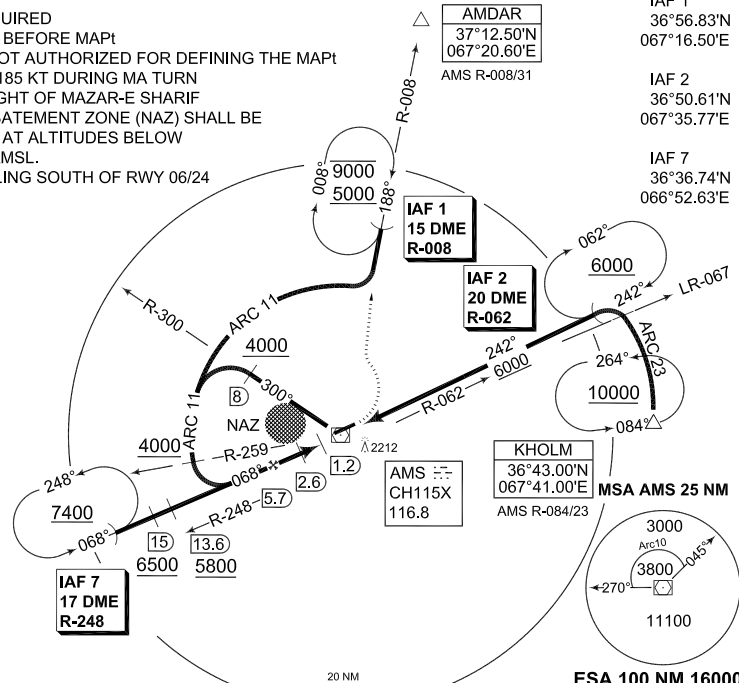 UIRED
BEFORE MAPt
OT AUTHORIZED FOR DEFINING THE MAPt
185 KT DURING MA TURN
GHT OF MAZAR-E SHARIF
BATEMENT ZONE (NAZ) SHALL BE
AT ALTITUDES BELOW
MSL.
ING SOUTH OF RWY 06/24
AMDAR
37°12.50'N
067°20.60'E
AMS R-008/31
IAF 1
36°56.83'N
067°16.50'E
IAF 2
36°50.61'N
067°35.77'E
IAF 7
36°36.74'N
066°52.63'E
R-008
008°
9000
5000
188°
IAF 1
15 DME
R-008
062°
6000
242°
LR-067
IAF 2
20 DME
R-062
R-300
ARC 11
4000
300°
8
242°
6000
R-062
ARC 23
264°
10000
084°
NAZ
ARC 11
4000
R-259
068°
2212
1.2
2.6
5.7
R-248
248°
7400
068°
15
6500
13.6
5800
AMS
CH115X
116.8
KHOLM
36°43.00'N
067°41.00'E
AMS R-084/23
IAF 7
17 DME
R-248
MSA AMS 25 NM
3000
Arc10
045°
3800
270°
11100
20 NM
ESA 100 NM 16000